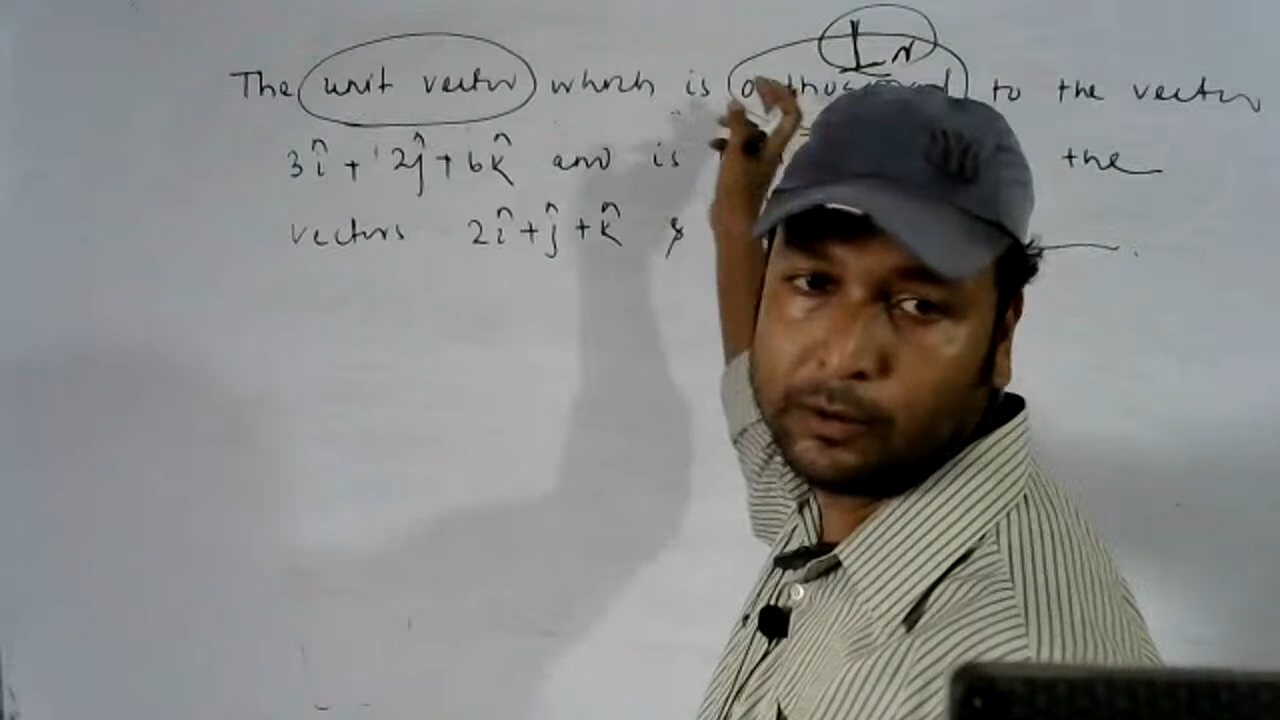 ⊥r
The unit vector which is to the vector
3î + 2ĵ + 6k̂ and is the
vectors 2î + ĵ + k̂ &